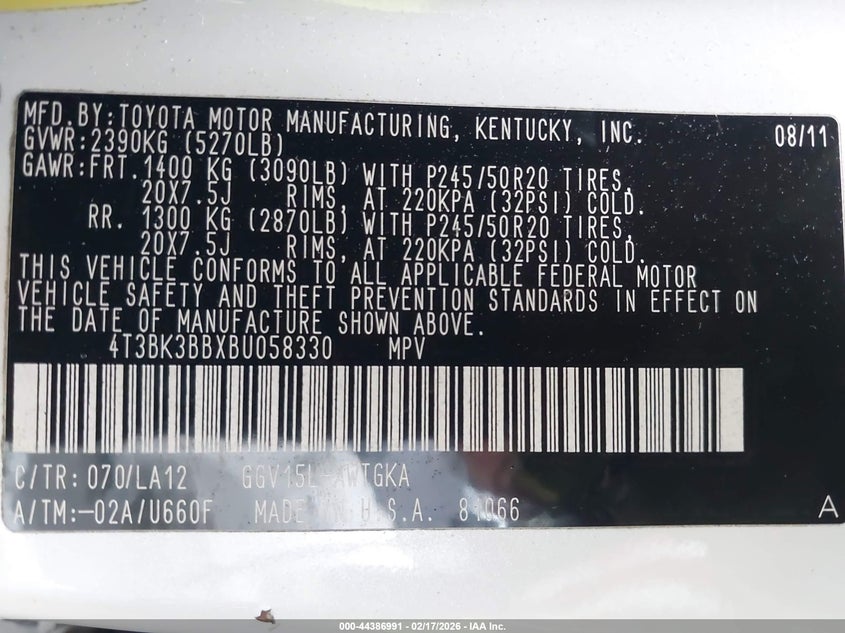 MFD.BY:TOYOTA MOTOR MANUFACTURING, KENTUCKY, INC. 08/11
GVWR:2390KG (5270LB)
GAWR:FRT.1400 KG (3090LB) WITH P245/50R20 TIRES,
20X7.5J RIMS, AT 220KPA (32PSI) COLD.
RR. 1300 KG (2870LB) WITH P245/50R20 TIRES,
20X7.5J RIMS, AT 220KPA (32PSI) COLD.
THIS VEHICLE CONFORMS TO ALL APPLICABLE FEDERAL MOTOR
VEHICLE SAFETY AND THEFT PREVENTION STANDARDS IN EFFECT ON
THE DATE OF MANUFACTURE SHOWN ABOVE.
4T3BK3BBXBU058330 MPV
C/TR: 070/LA12 GGV15L-AWTGKA
A/TM:-02A/U660F MADE IN U.S.A. 81066 A
000-44386991 - 02/17/2026 - IAA Inc.